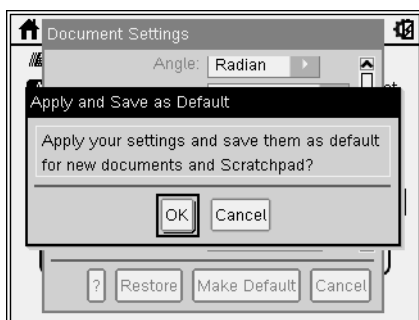 Document Settings
Angle: Radian
Apply and Save as Default
Apply your settings and save them as default
for new documents and Scratchpad?
OK Cancel
? Restore Make Default Cancel